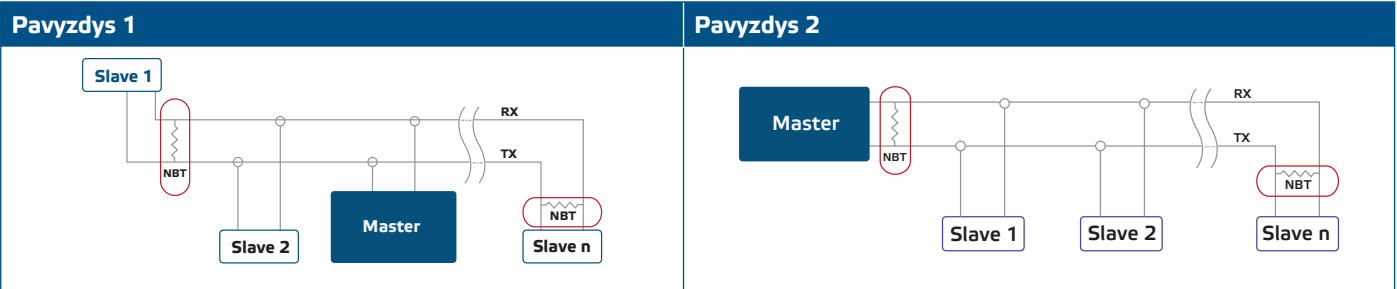 Pavyzdys 1
Slave 1
RX
TX
NBT
NBT
Master
Slave 2
Slave n
Pavyzdys 2
RX
Master
TX
NBT
NBT
Slave 1
Slave 2
Slave n